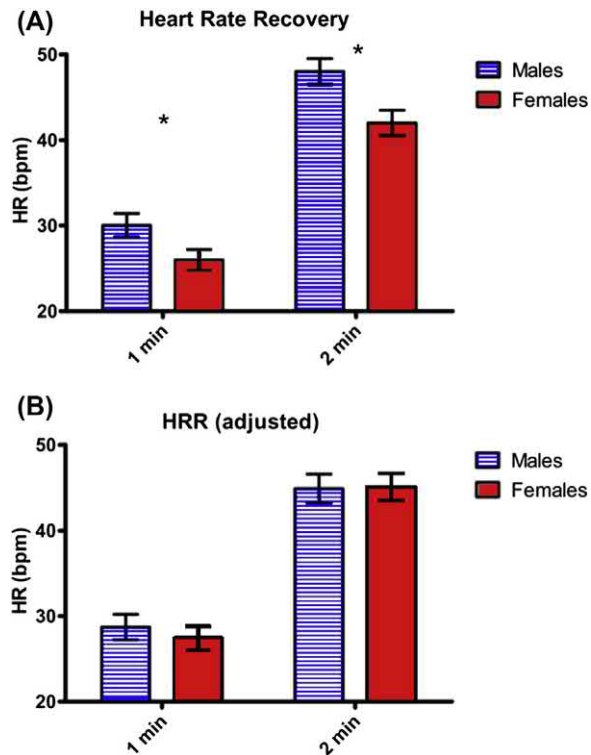 (A)
Heart Rate Recovery
50
40
30
20
HR (bpm)
*
*
Males
Females
1 min
2 min
(B)
HRR (adjusted)
50
40
30
20
HR (bpm)
Males
Females
1 min
2 min